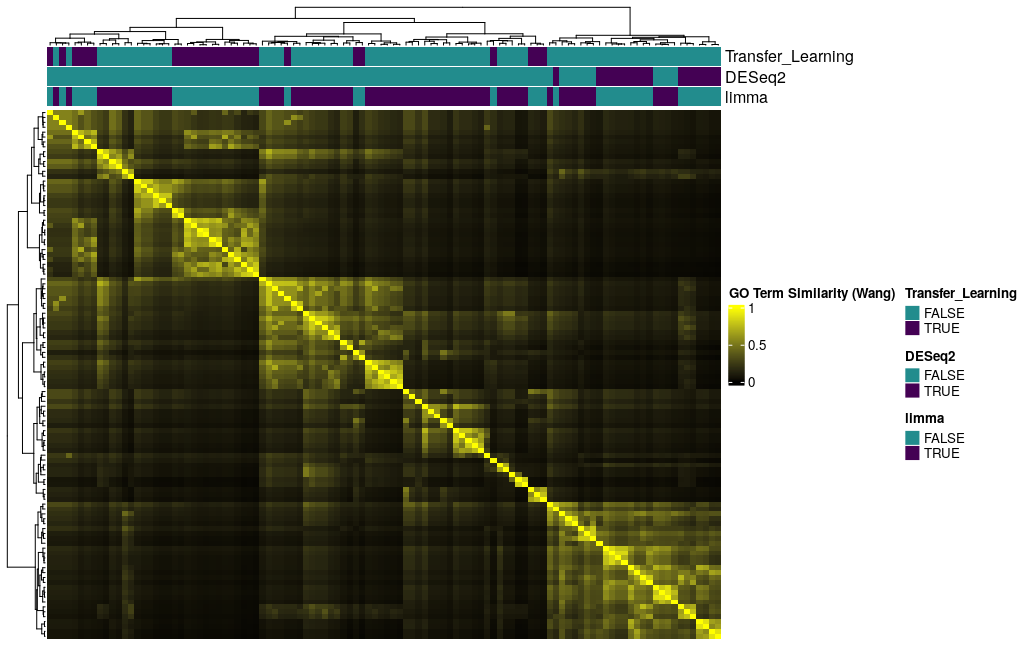 Transfer_Learning
DESeq2
limma
GO Term Similarity (Wang)
1
0.5
0
Transfer_Learning
FALSE
TRUE
DESeq2
FALSE
TRUE
limma
FALSE
TRUE